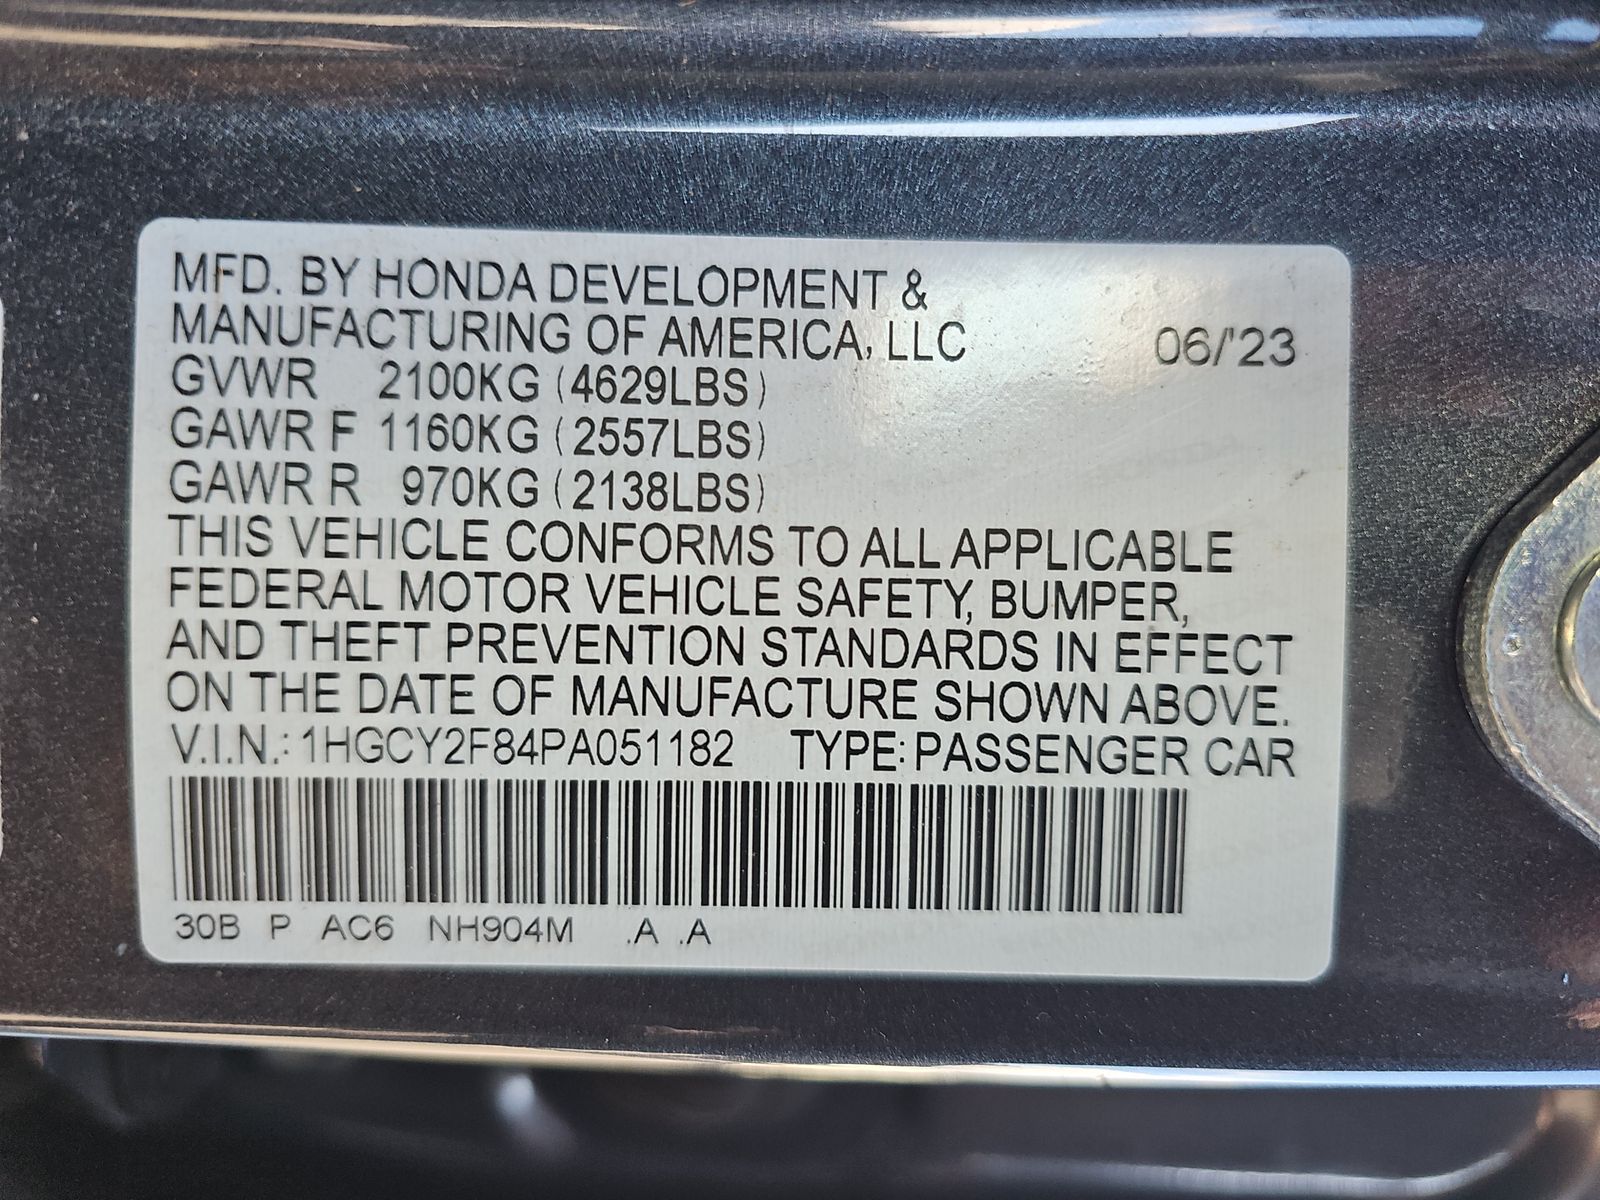 MFD. BY HONDA DEVELOPMENT &
MANUFACTURING OF AMERICA, LLC 06/'23
GVWR 2100KG (4629LBS)
GAWR F 1160KG (2557LBS)
GAWR R 970KG (2138LBS)
THIS VEHICLE CONFORMS TO ALL APPLICABLE
FEDERAL MOTOR VEHICLE SAFETY, BUMPER,
AND THEFT PREVENTION STANDARDS IN EFFECT
ON THE DATE OF MANUFACTURE SHOWN ABOVE.
V.I.N.: 1HGCY2F84PA051182 TYPE: PASSENGER CAR
30B P AC6 NH904M .A .A